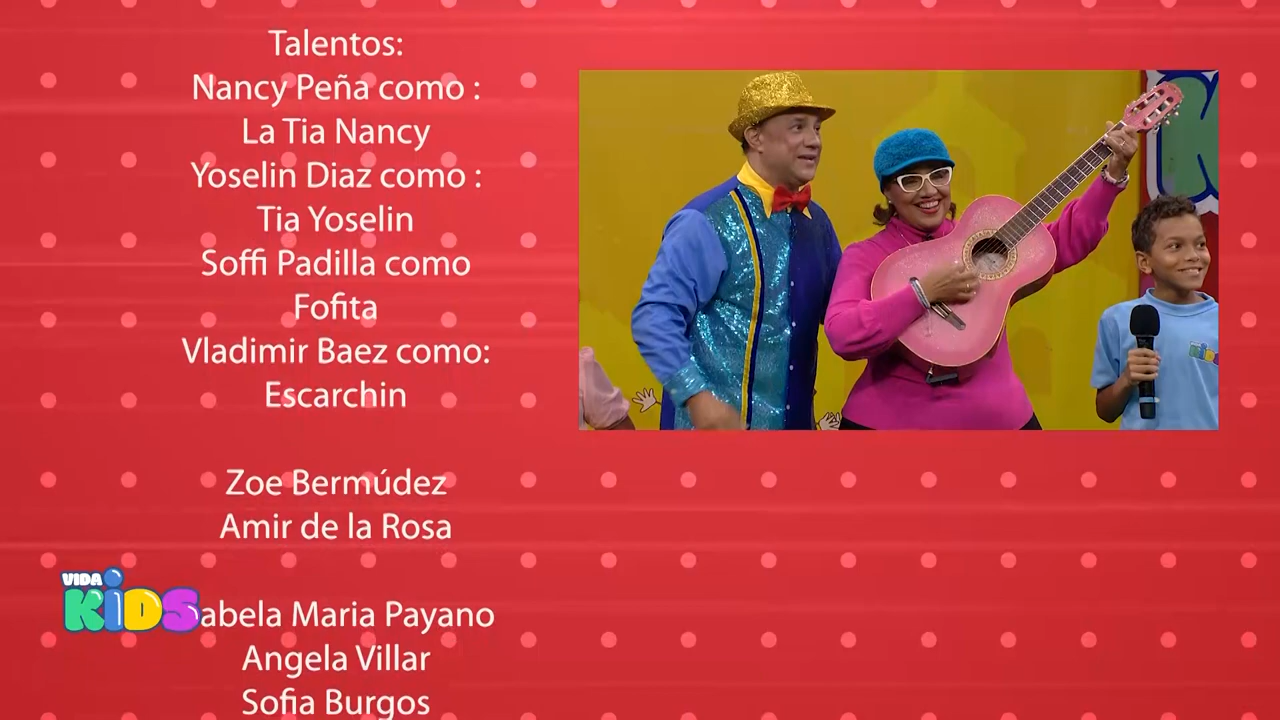 Talentos:
Nancy Peña como :
La Tia Nancy
Yoselin Diaz como :
Tia Yoselin
Soffi Padilla como
Fofita
Vladimir Baez como:
Escarchin
Zoe Bermúdez
Amir de la Rosa
VIDA
KiDS
abela Maria Payano
Angela Villar
Sofia Burgos